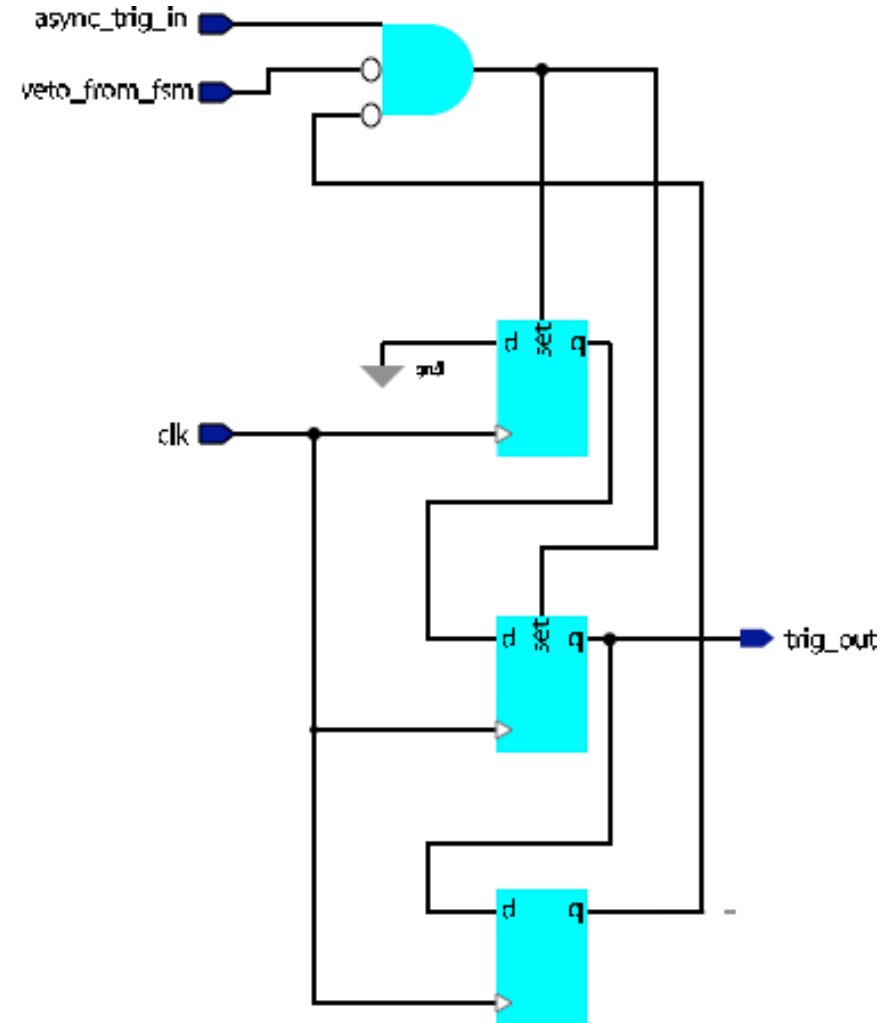 async_trig_in
veto_from_fsm
d set q
gnd
clk
d set q
trig_out
d q
-